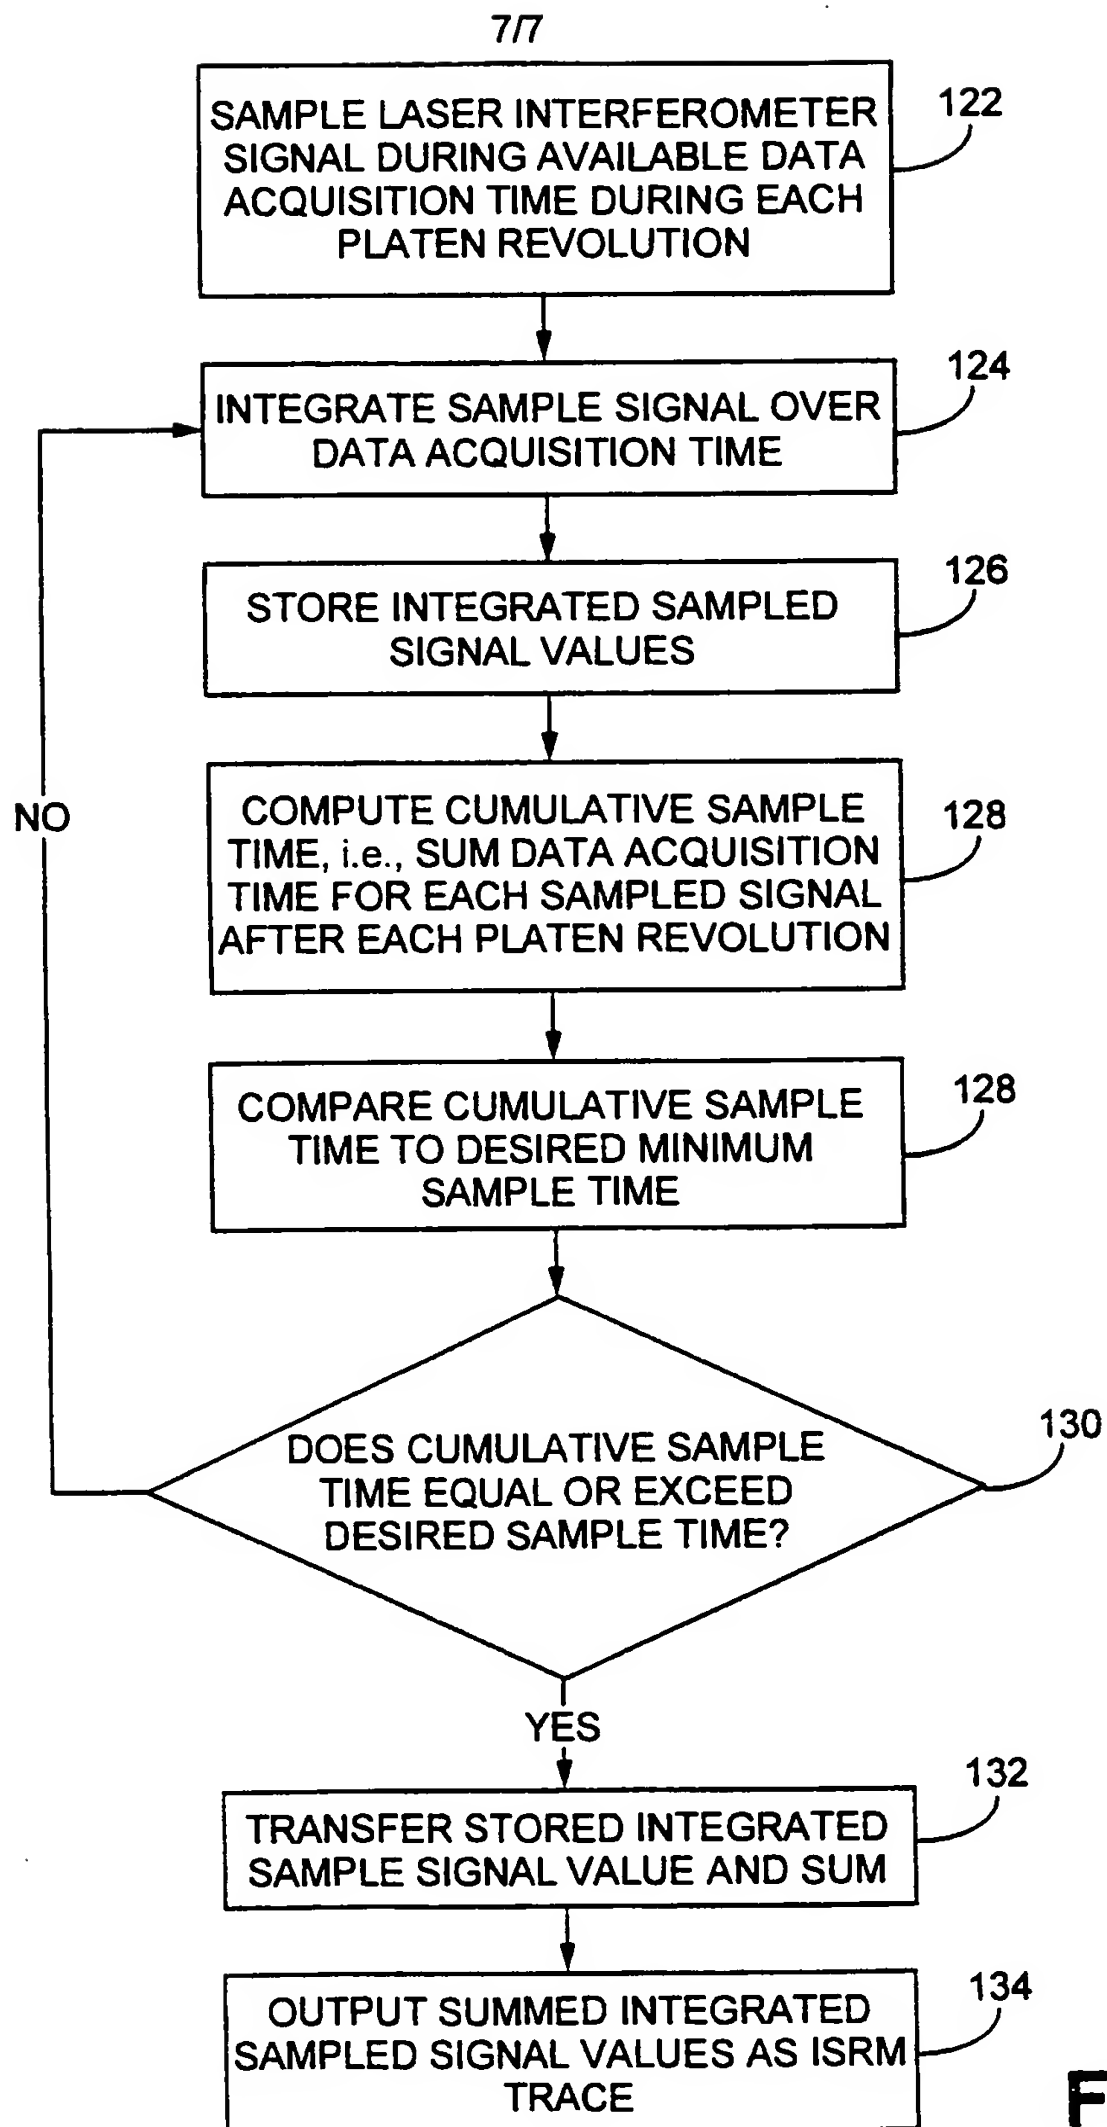 7/7
SAMPLE LASER INTERFEROMETER
SIGNAL DURING AVAILABLE DATA
ACQUISITION TIME DURING EACH
PLATEN REVOLUTION
122
INTEGRATE SAMPLE SIGNAL OVER
DATA ACQUISITION TIME
124
STORE INTEGRATED SAMPLED
SIGNAL VALUES
126
COMPUTE CUMULATIVE SAMPLE
TIME, i.e., SUM DATA ACQUISITION
TIME FOR EACH SAMPLED SIGNAL
AFTER EACH PLATEN REVOLUTION
128
NO
COMPARE CUMULATIVE SAMPLE
TIME TO DESIRED MINIMUM
SAMPLE TIME
128
DOES CUMULATIVE SAMPLE
TIME EQUAL OR EXCEED
DESIRED SAMPLE TIME?
130
YES
TRANSFER STORED INTEGRATED
SAMPLE SIGNAL VALUE AND SUM
132
OUTPUT SUMMED INTEGRATED
SAMPLED SIGNAL VALUES AS ISRM
TRACE
134
F